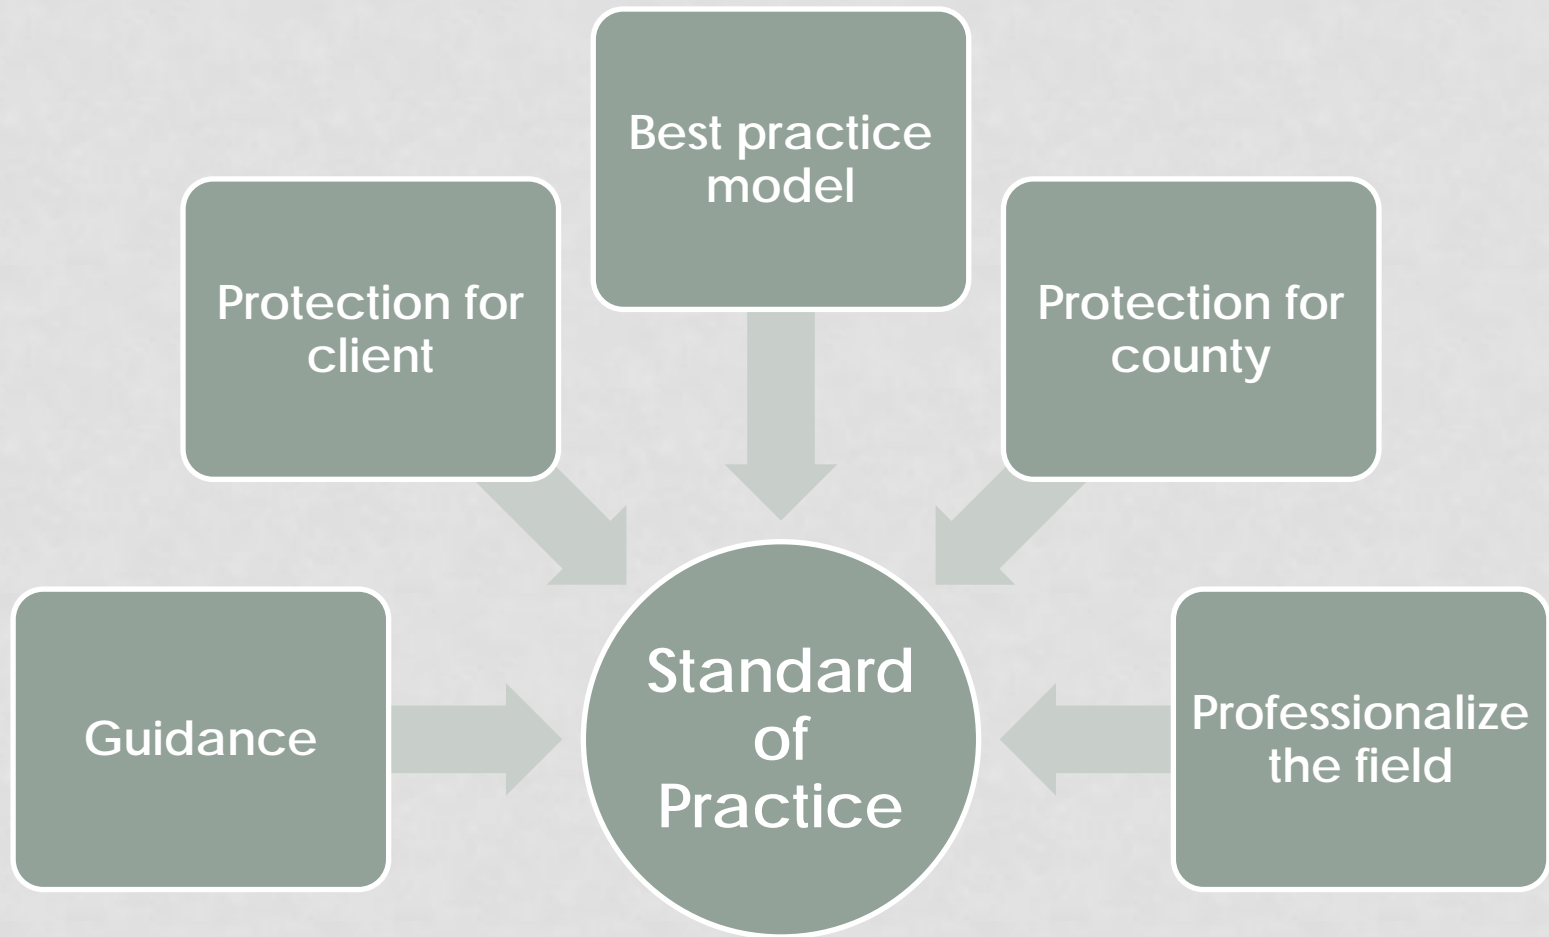 Best practice
model
Protection for
client
Protection for
county
Guidance
Standard
of
Practice
Professionalize
the field